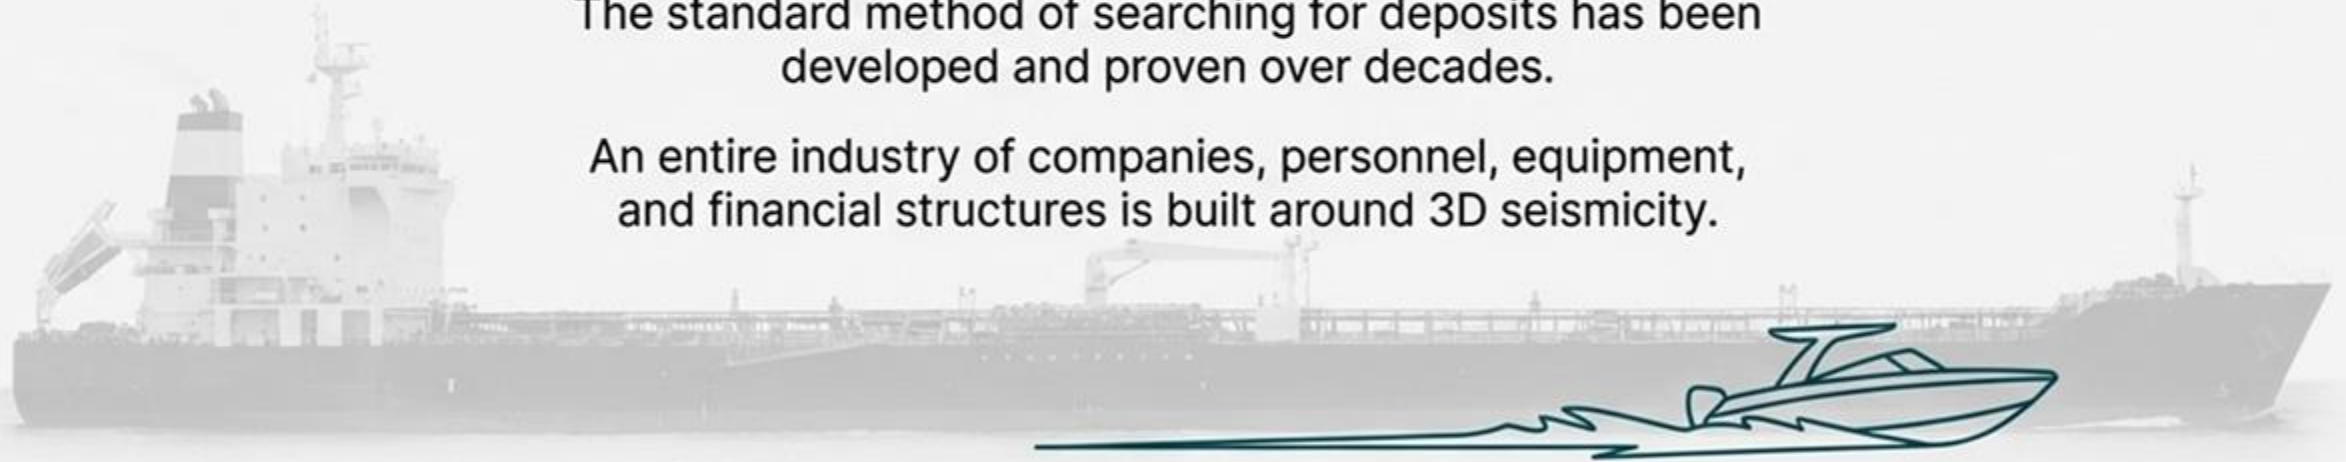 The standard method of searching for deposits has been
developed and proven over decades.
An entire industry of companies, personnel, equipment,
and financial structures is built around 3D seismicity.